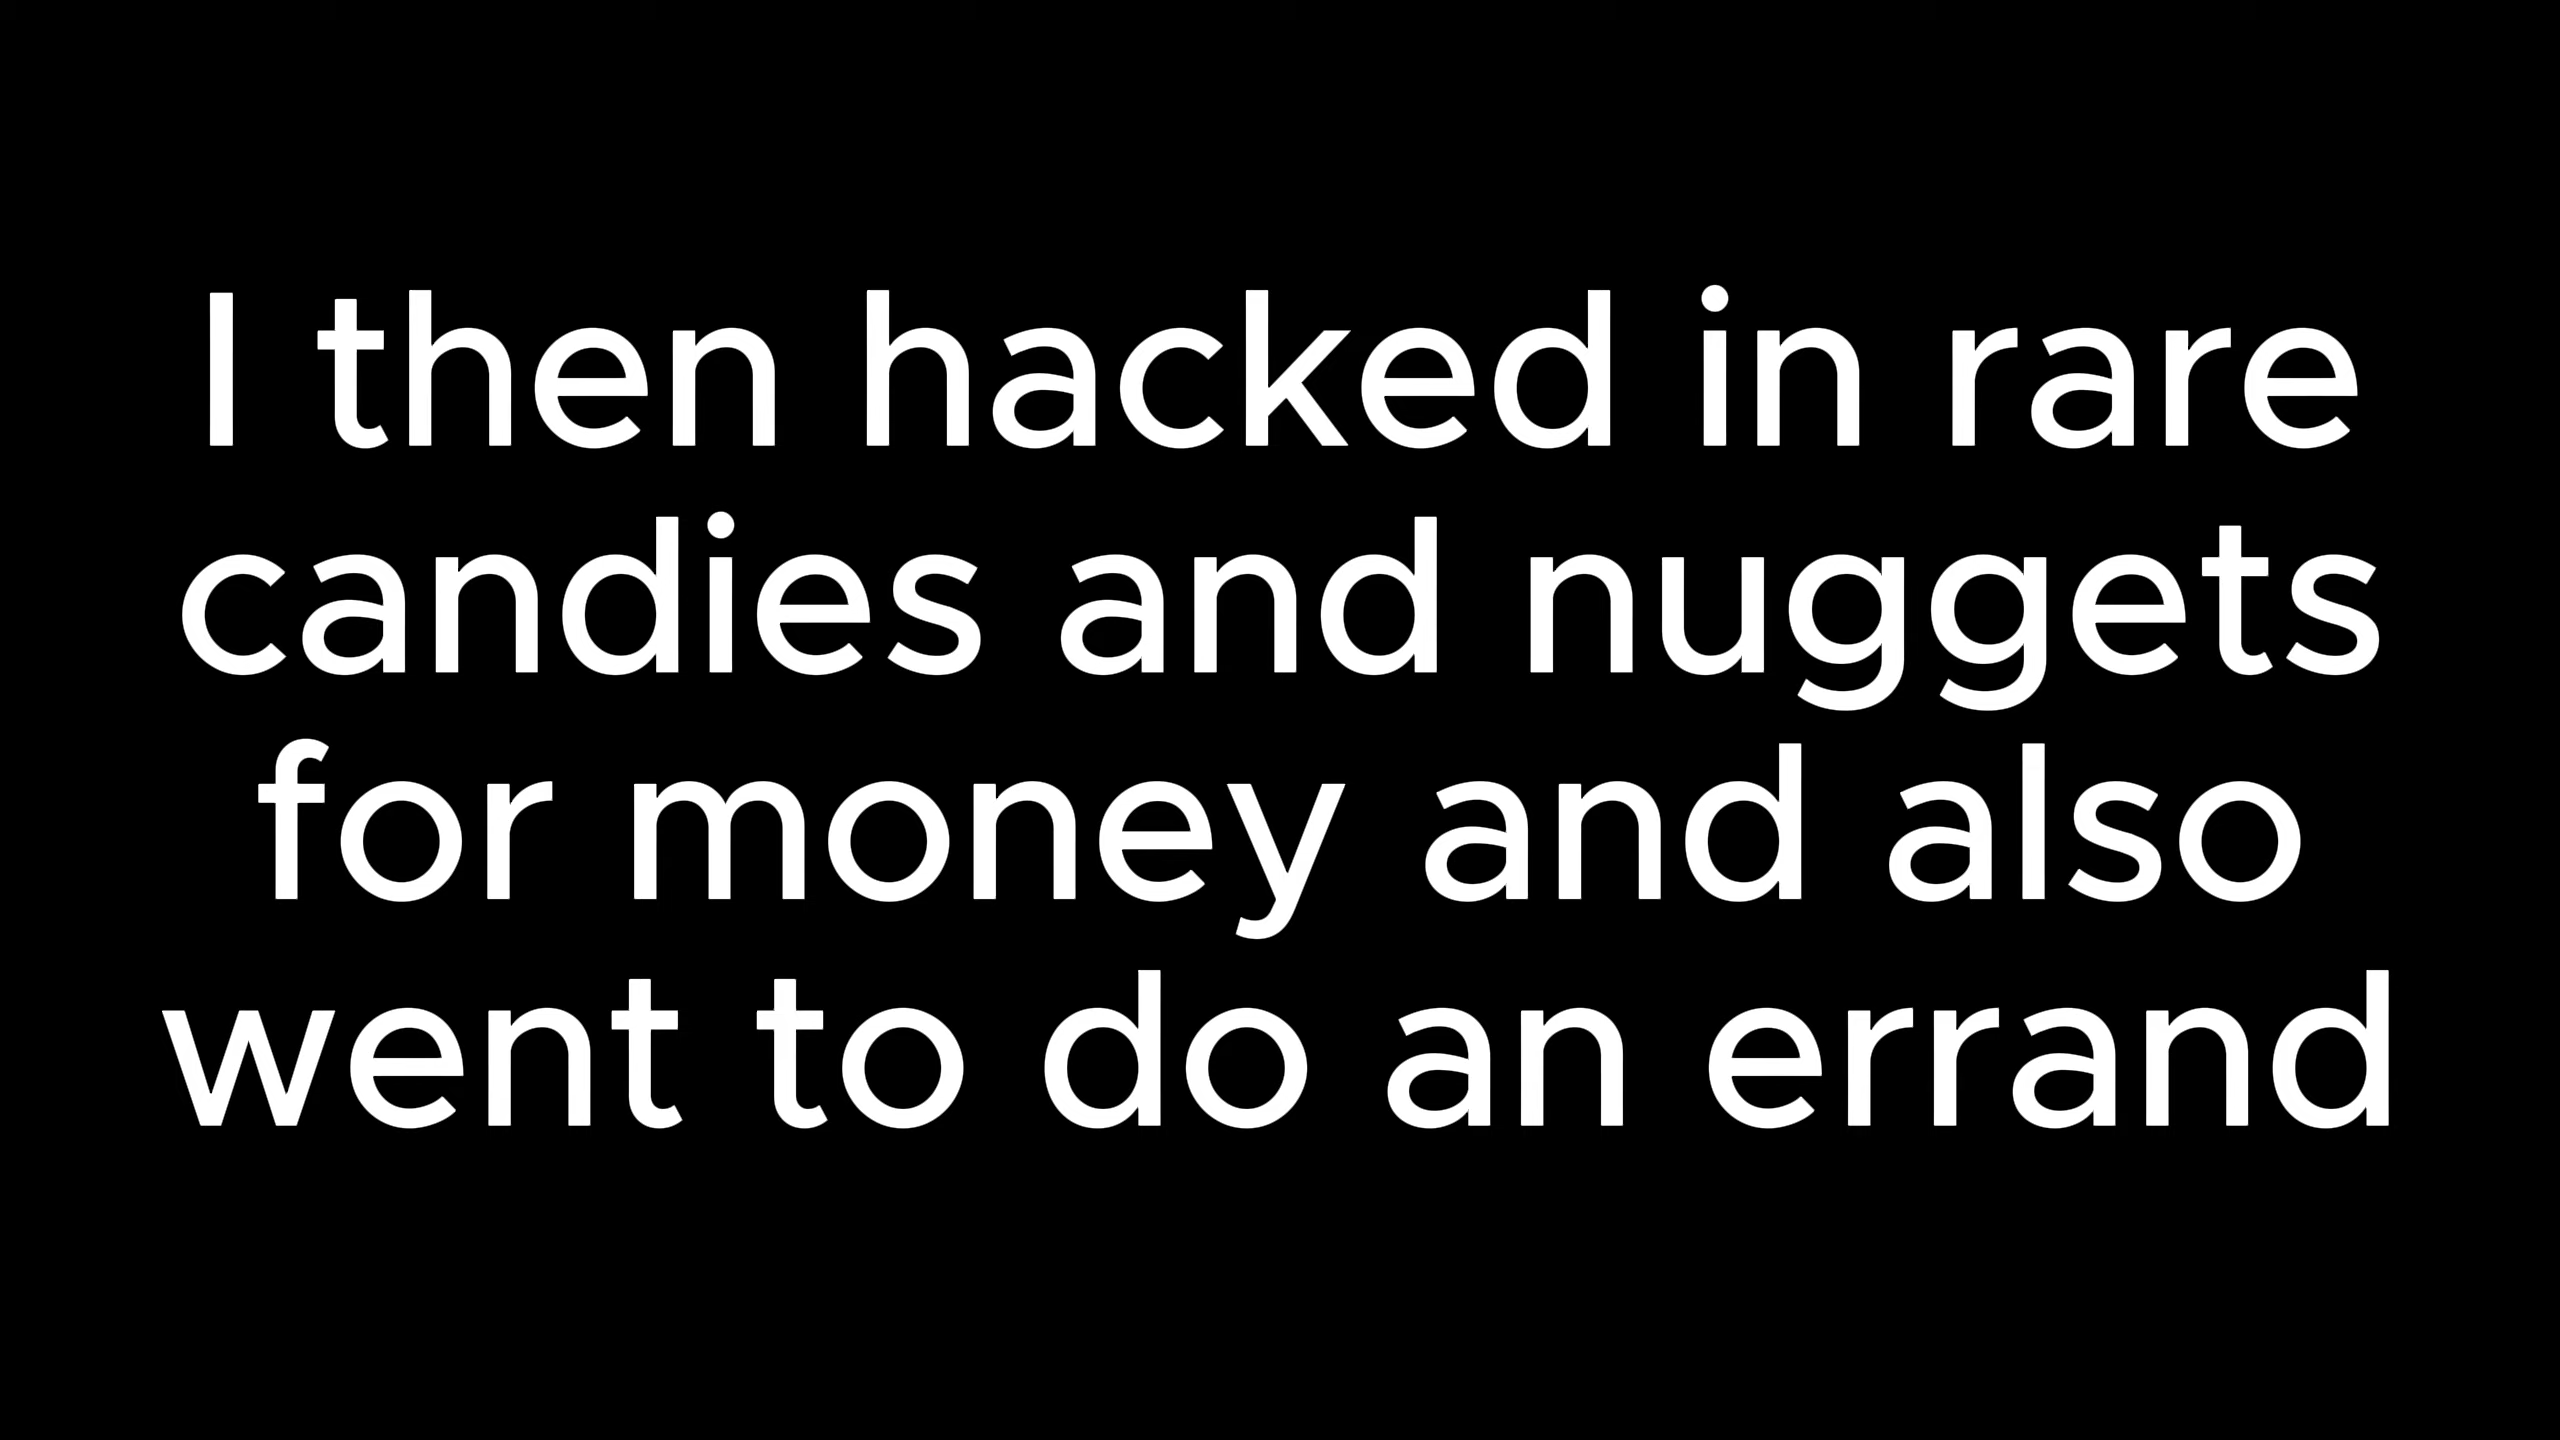 I then hacked in rare
candies and nuggets
for money and also
went to do an errand